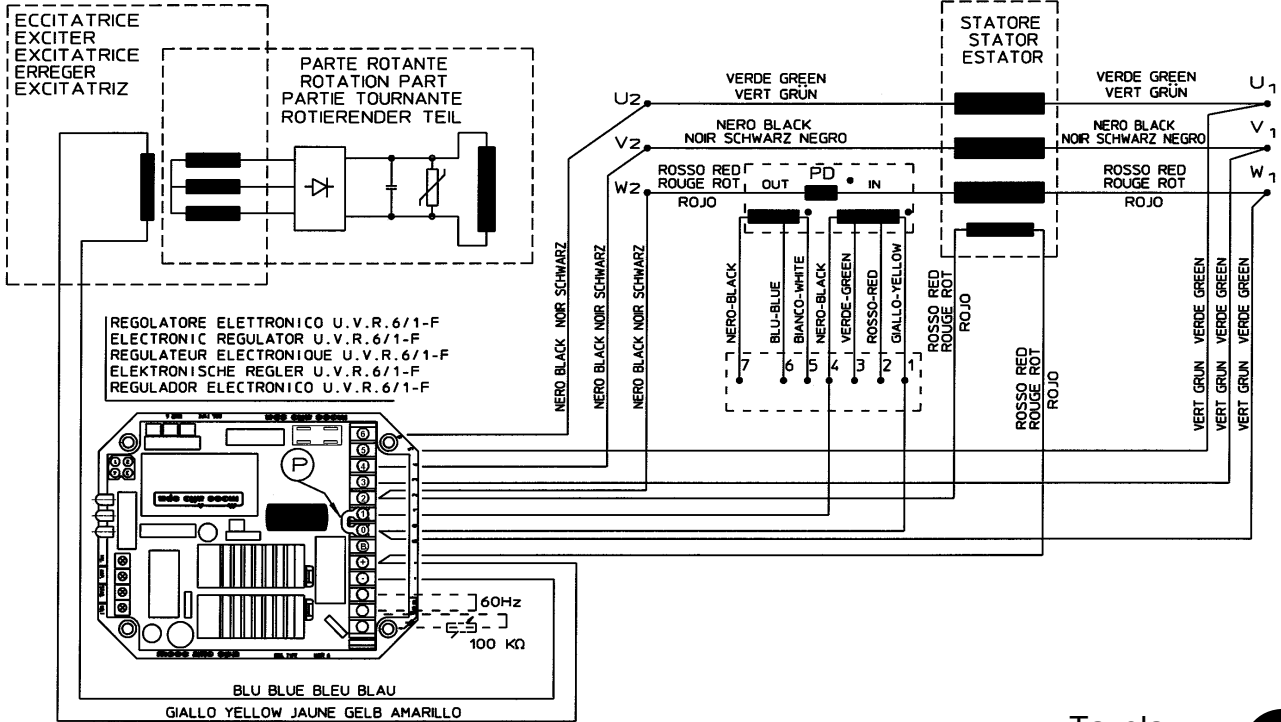 ECCITATRICE
EXCITER
EXCITATRICE
ERREGER
EXCITATRIZ
PARTE ROTANTE
ROTATION PART
PARTIE TOURNANTE
ROTIERENDER TEIL
STATORE
STATOR
ESTATOR
VERDE GREEN
VERT GRÜN
VERDE GREEN
VERT GRÜN
U2
U1
NERO BLACK
NOIR SCHWARZ NEGRO
NERO BLACK
NOIR SCHWARZ NEGRO
V2
V1
ROSSO RED
ROUGE ROT
ROJO
OUT PD IN
ROSSO RED
ROUGE ROT
ROJO
W2
W1
NERO BLACK NOIR SCHWARZ
NERO BLACK NOIR SCHWARZ
NERO BLACK NOIR SCHWARZ
NERO-BLACK
BLU-BLUE
BIANCO-WHITE
NERO-BLACK
VERDE-GREEN
ROSSO-RED
GIALLO-YELLOW
7 6 5 4 3 2 1
ROSSO RED
ROUGE ROT
ROJO
ROSSO RED
ROUGE ROT
ROJO
VERT GRUN VERDE GREEN
VERT GRUN VERDE GREEN
VERT GRUN VERDE GREEN
REGOLATORE ELETTRONICO U.V.R.6/1-F
ELECTRONIC REGULATOR U.V.R.6/1-F
REGULATEUR ELECTRONIQUE U.V.R.6/1-F
ELEKTRONISCHE REGLER U.V.R.6/1-F
REGULADOR ELECTRONICO U.V.R.6/1-F
P
6
5
4
3
2
1
0
B
+
-
60Hz
100 KΩ
BLU BLUE BLEU BLAU
GIALLO YELLOW JAUNE GELB AMARILLO